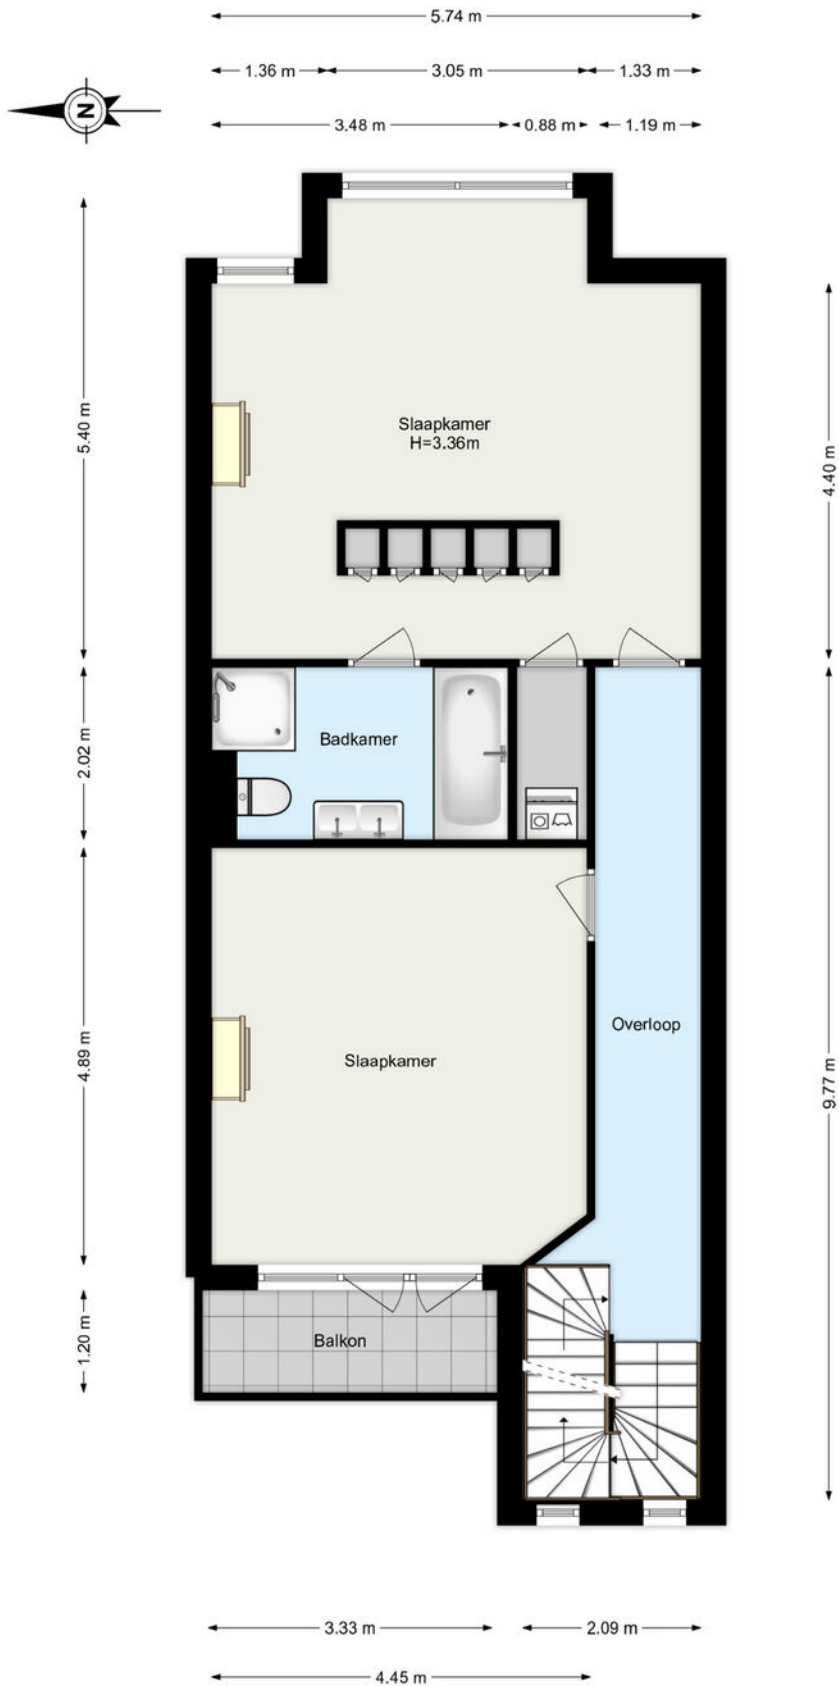 5.74 m
1.36 m
3.05 m
1.33 m
N
3.48 m
0.88 m
1.19 m
Slaapkamer
H=3.36m
5.40 m
4.40 m
Badkamer
2.02 m
Overloop
Slaapkamer
4.89 m
9.77 m
Balkon
1.20 m
3.33 m
2.09 m
4.45 m